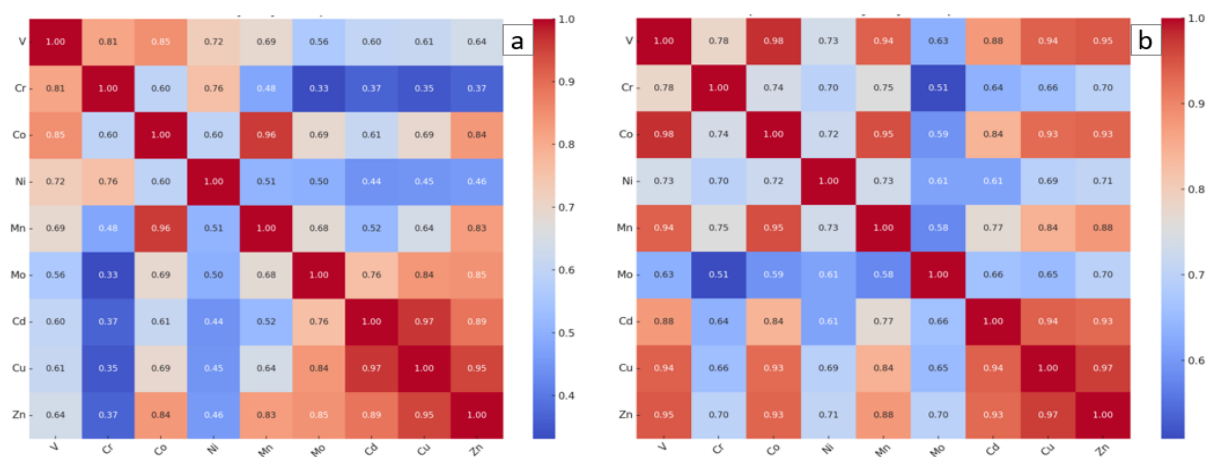 a
1.0
V 1.00 0.81 0.85 0.72 0.69 0.56 0.60 0.61 0.64
Cr 0.81 1.00 0.60 0.76 0.48 0.33 0.37 0.35 0.37
0.9
Co 0.85 0.60 1.00 0.60 0.96 0.69 0.61 0.69 0.84
0.8
Ni 0.72 0.76 0.60 1.00 0.51 0.50 0.44 0.45 0.46
0.7
Mn 0.69 0.48 0.96 0.51 1.00 0.68 0.52 0.64 0.83
0.6
Mo 0.56 0.33 0.69 0.50 0.68 1.00 0.76 0.84 0.85
Cd 0.60 0.37 0.61 0.44 0.52 0.76 1.00 0.97 0.89
0.5
Cu 0.61 0.35 0.69 0.45 0.64 0.84 0.97 1.00 0.95
0.4
Zn 0.64 0.37 0.84 0.46 0.83 0.85 0.89 0.95 1.00
V Cr Co Ni Mn Mo Cd Cu Zn
b
1.0
V 1.00 0.78 0.98 0.73 0.94 0.63 0.88 0.94 0.95
Cr 0.78 1.00 0.74 0.70 0.75 0.51 0.64 0.66 0.70
0.9
Co 0.98 0.74 1.00 0.72 0.95 0.59 0.84 0.93 0.93
Ni 0.73 0.70 0.72 1.00 0.73 0.61 0.61 0.69 0.71
0.8
Mn 0.94 0.75 0.95 0.73 1.00 0.58 0.77 0.84 0.88
Mo 0.63 0.51 0.59 0.61 0.58 1.00 0.66 0.65 0.70
0.7
Cd 0.88 0.64 0.84 0.61 0.77 0.66 1.00 0.94 0.93
0.6
Cu 0.94 0.66 0.93 0.69 0.84 0.65 0.94 1.00 0.97
Zn 0.95 0.70 0.93 0.71 0.88 0.70 0.93 0.97 1.00
V Cr Co Ni Mn Mo Cd Cu Zn